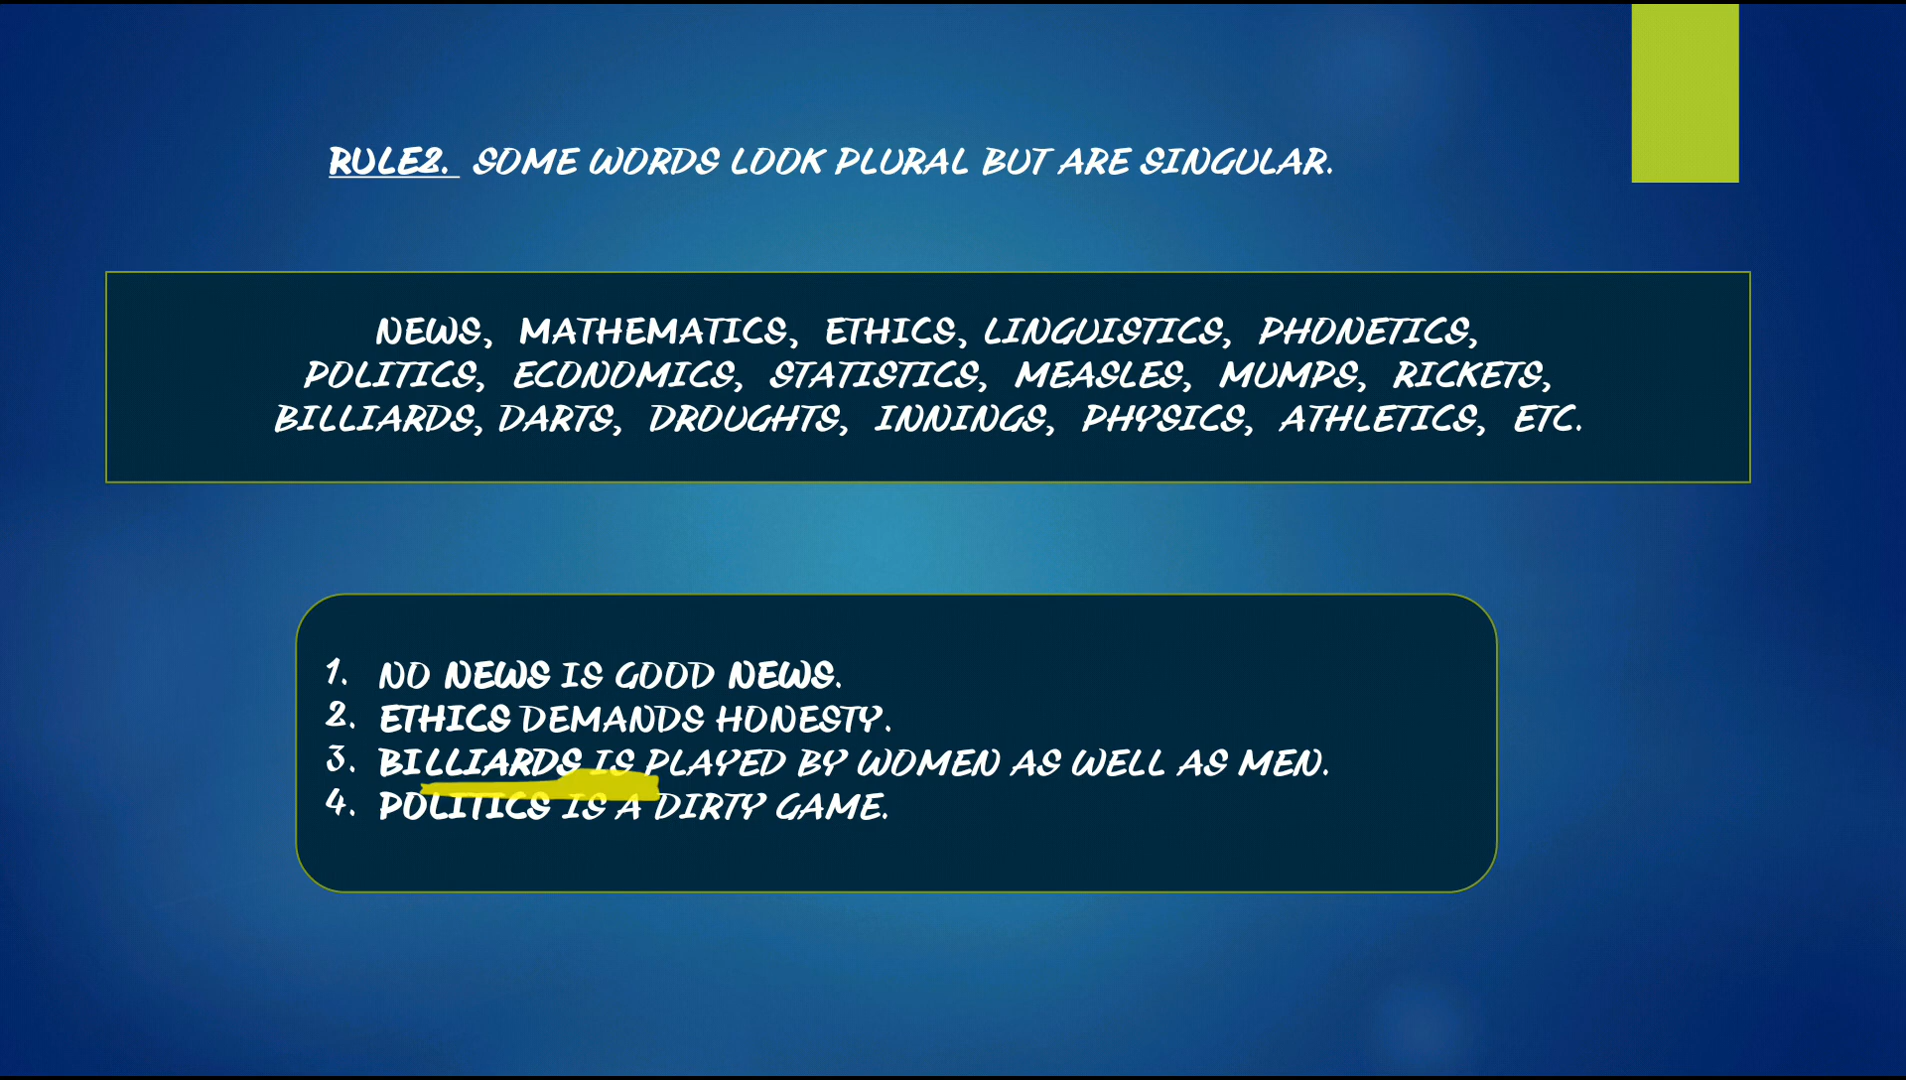 RULE2. SOME WORDS LOOK PLURAL BUT ARE SINGULAR.
NEWS, MATHEMATICS, ETHICS, LINGUISTICS, PHONETICS,
POLITICS, ECONOMICS, STATISTICS, MEASLES, MUMPS, RICKETS,
BILLIARDS, DARTS, DROUGHTS, INNINGS, PHYSICS, ATHLETICS, ETC.
1. NO NEWS IS GOOD NEWS.
2. ETHICS DEMANDS HONESTY.
3. BILLIARDS IS PLAYED BY WOMEN AS WELL AS MEN.
4. POLITICS IS A DIRTY GAME.